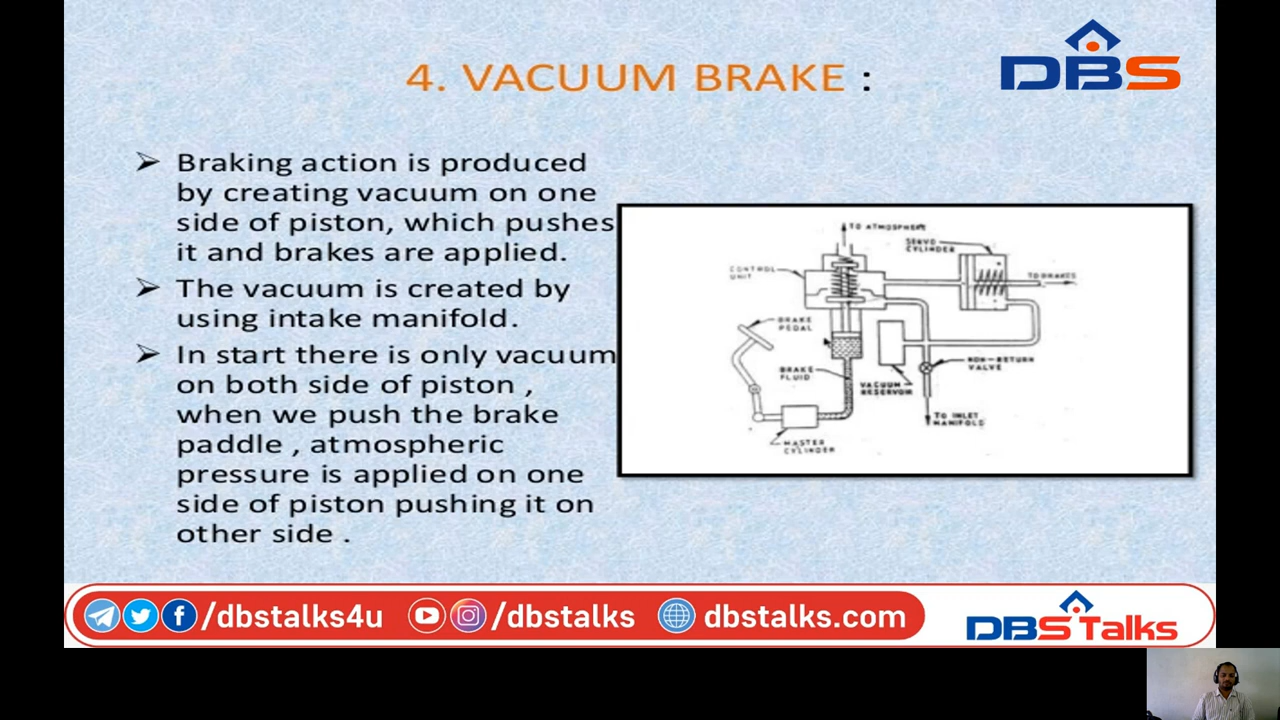 4. VACUUM BRAKE :
DBS
➢ Braking action is produced
by creating vacuum on one
side of piston, which pushes
it and brakes are applied.
➢ The vacuum is created by
using intake manifold.
➢ In start there is only vacuum
on both side of piston ,
when we push the brake
paddle , atmospheric
pressure is applied on one
side of piston pushing it on
other side .
TO ATMOSPHERE
SERVO
CYLINDER
CONTROL
UNIT
TO BRAKES
BRAKE
PEDAL
BRAKE
FLUID
VACUUM
RESERVOIR
NON-RETURN
VALVE
TO INLET
MANIFOLD
MASTER
CYLINDER
/dbstalks4u
/dbstalks
dbstalks.com
DBS Talks